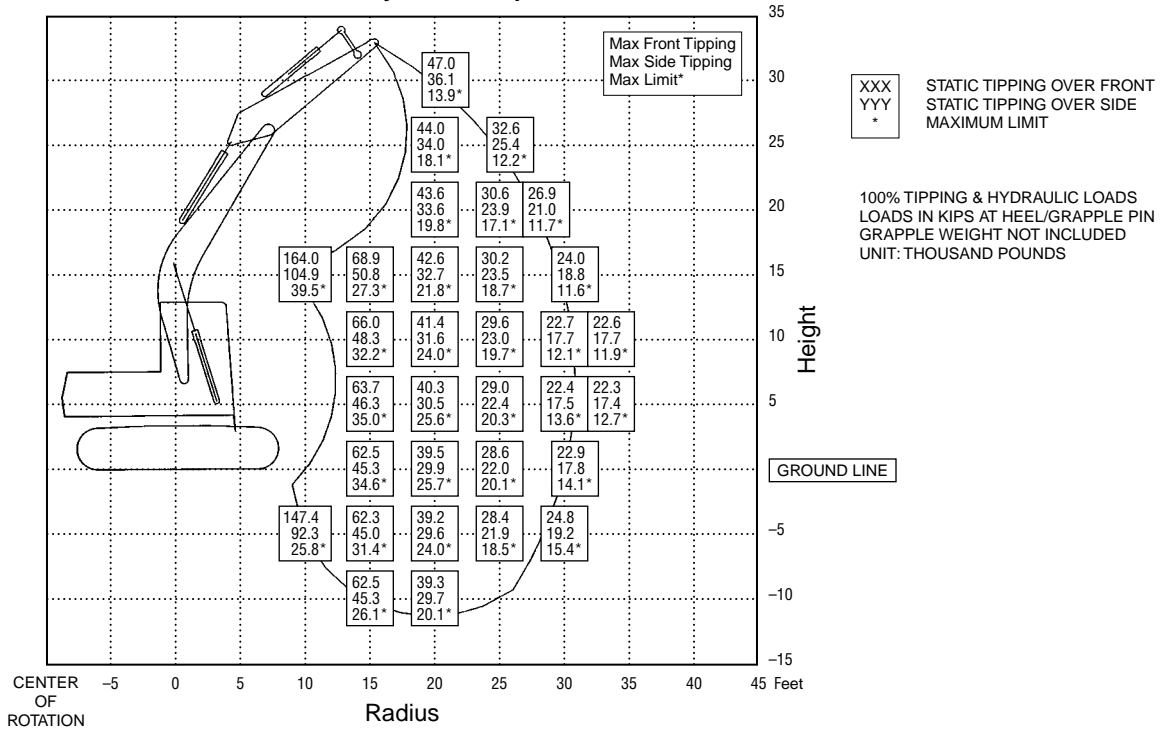 35
Max Front Tipping
Max Side Tipping
Max Limit*
47.0
36.1
13.9*
30
XXX STATIC TIPPING OVER FRONT
YYY STATIC TIPPING OVER SIDE
* MAXIMUM LIMIT
44.0 32.6
34.0 25.4
18.1* 12.2*
25
43.6 30.6 26.9
33.6 23.9 21.0
19.8* 17.1* 11.7*
20
100% TIPPING & HYDRAULIC LOADS
LOADS IN KIPS AT HEEL/GRAPPLE PIN
GRAPPLE WEIGHT NOT INCLUDED
UNIT: THOUSAND POUNDS
164.0 68.9 42.6 30.2 24.0
104.9 50.8 32.7 23.5 18.8
39.5* 27.3* 21.8* 18.7* 11.6*
15
66.0 41.4 29.6 22.7 22.6
48.3 31.6 23.0 17.7 17.7
32.2* 24.0* 19.7* 12.1* 11.9*
10
Height
63.7 40.3 29.0 22.4 22.3
46.3 30.5 22.4 17.5 17.4
35.0* 25.6* 20.3* 13.6* 12.7*
5
62.5 39.5 28.6 22.9
45.3 29.9 22.0 17.8
34.6* 25.7* 20.1* 14.1*
GROUND LINE
147.4 62.3 39.2 28.4 24.8
92.3 45.0 29.6 21.9 19.2
25.8* 31.4* 24.0* 18.5* 15.4*
–5
62.5 39.3
45.3 29.7
26.1* 20.1*
–10
–15
CENTER
OF
ROTATION
–5 0 5 10 15 20 25 30 35 40 45 Feet
Radius